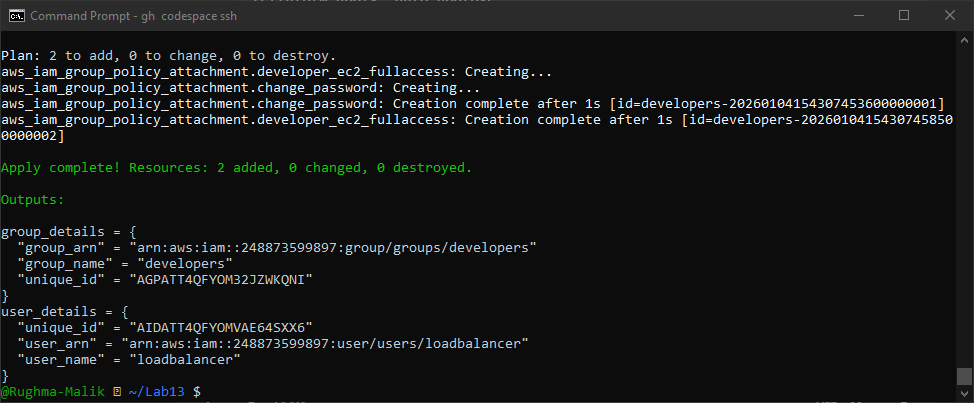 Command Prompt - gh codespace ssh
Plan: 2 to add, 0 to change, 0 to destroy.
aws_iam_group_policy_attachment.developer_ec2_fullaccess: Creating...
aws_iam_group_policy_attachment.change_password: Creating...
aws_iam_group_policy_attachment.change_password: Creation complete after 1s [id=developers-20260104154307453600000001]
aws_iam_group_policy_attachment.developer_ec2_fullaccess: Creation complete after 1s [id=developers-2026010415430745850
0000002]
Apply complete! Resources: 2 added, 0 changed, 0 destroyed.
Outputs:
group_details = {
"group_arn" = "arn:aws:iam::248873599897:group/groups/developers"
"group_name" = "developers"
"unique_id" = "AGPATT4QFYOM32JZWKQNI"
}
user_details = {
"unique_id" = "AIDATT4QFYOMVAE64SXX6"
"user_arn" = "arn:aws:iam::248873599897:user/users/loadbalancer"
"user_name" = "loadbalancer"
}
@Rughma-Malik ~/Lab13 $